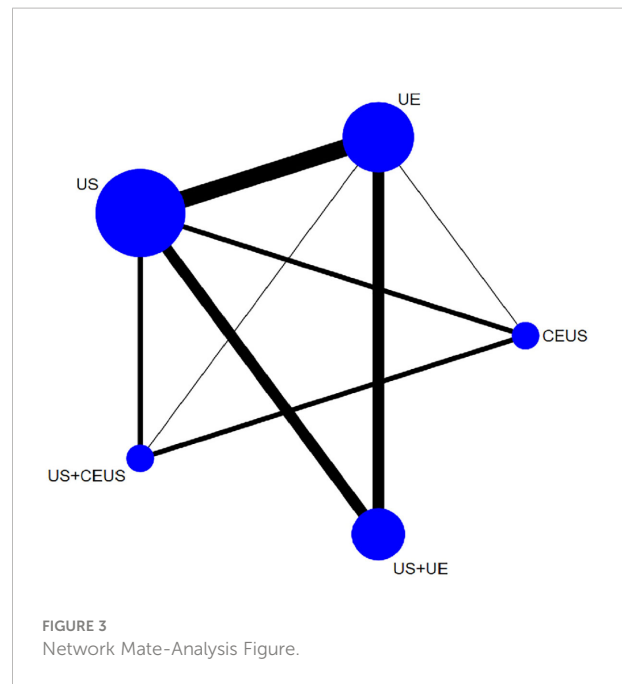 UE
US
CEUS
US+CEUS
US+UE
FIGURE 3
Network Mate-Analysis Figure.